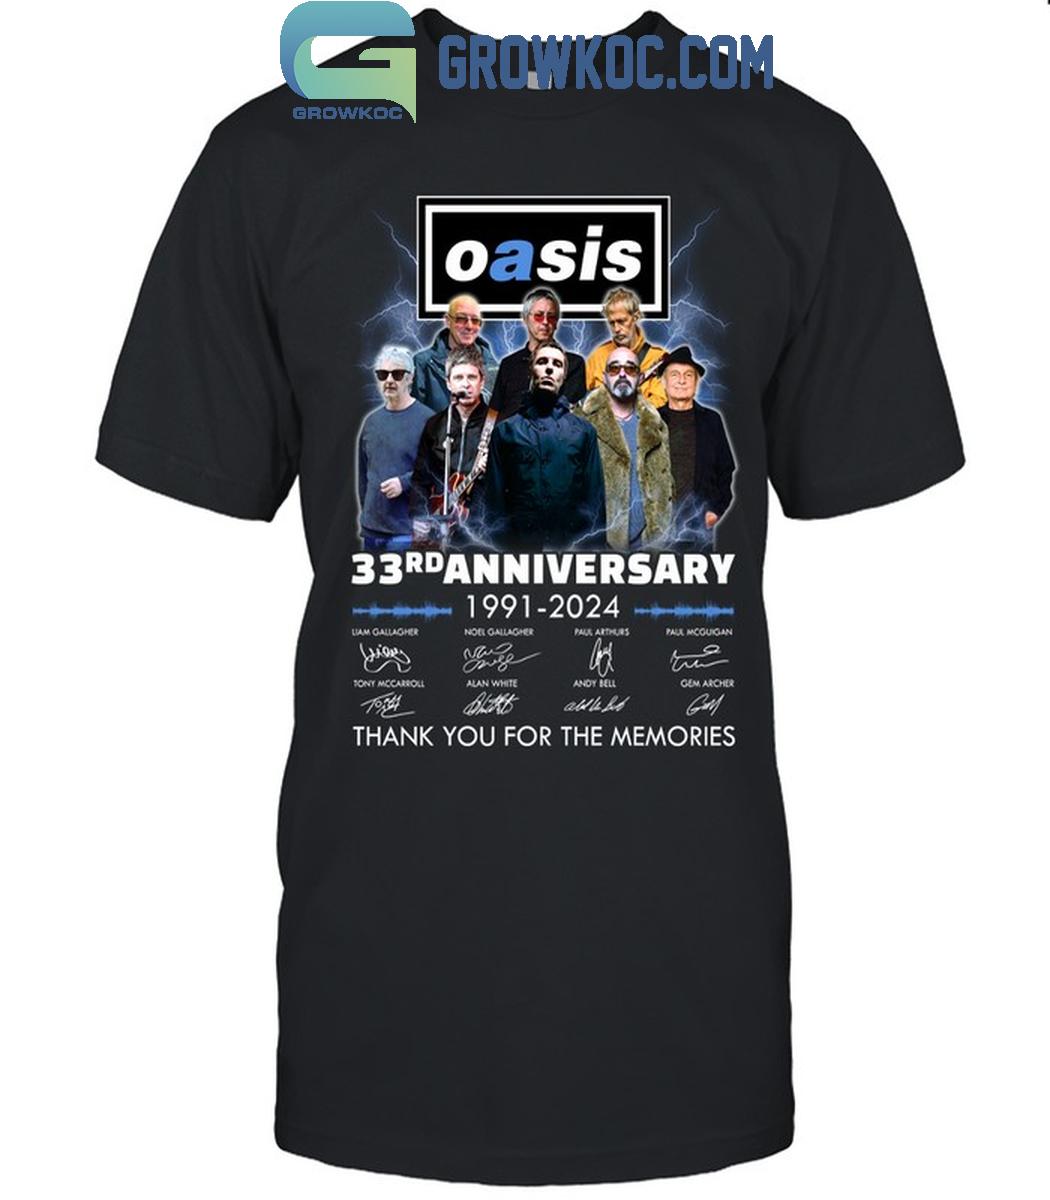 GROWKOC.COM
GROWKOC
oasis
33RD ANNIVERSARY
1991-2024
LIAM GALLAGHER NOEL GALLAGHER PAUL ARTHURS PAUL MCGUIGAN
TONY MCCARROLL ALAN WHITE ANDY BELL GEM ARCHER
THANK YOU FOR THE MEMORIES